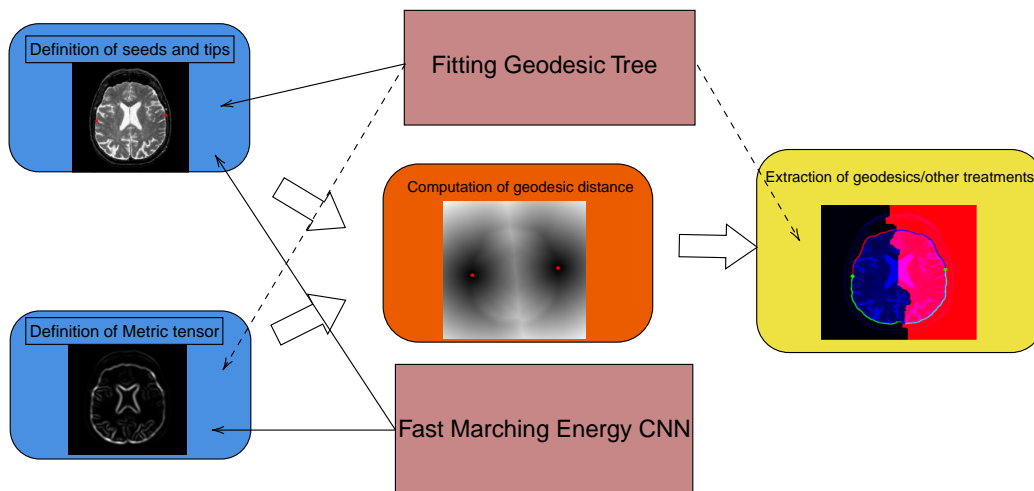 Definition of seeds and tips
Fitting Geodesic Tree
Computation of geodesic distance
Extraction of geodesics/other treatments
Definition of Metric tensor
Fast Marching Energy CNN